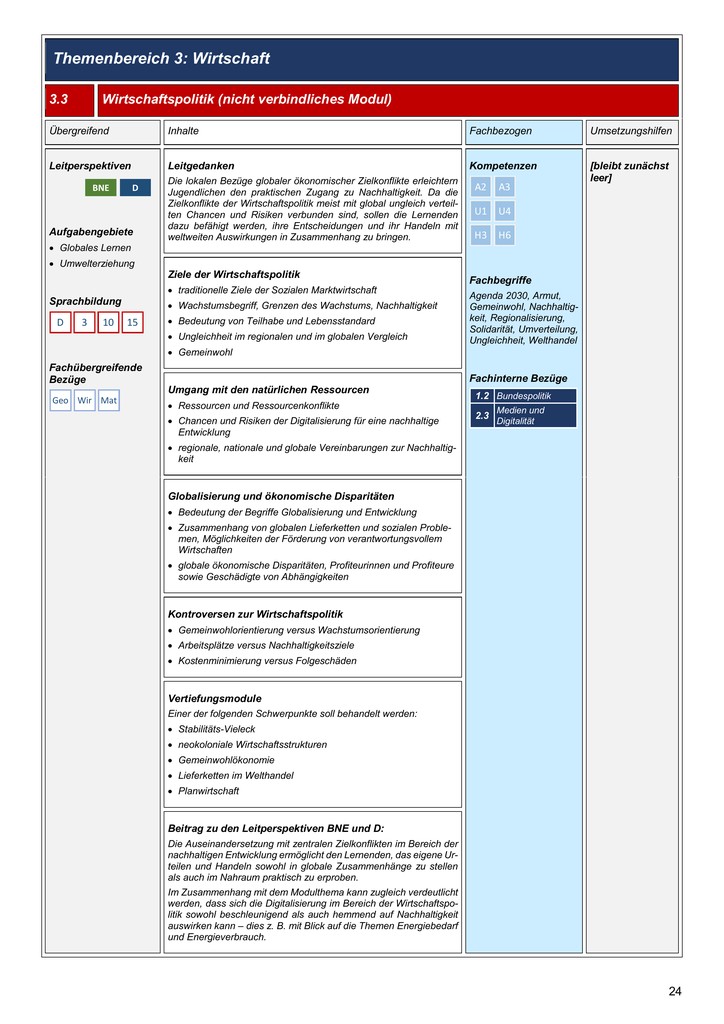 Themenbereich 3: Wirtschaft
3.3 Wirtschaftspolitik (nicht verbindliches Modul)
Übergreifend
Inhalte
Fachbezogen
Umsetzungshilfen
Leitperspektiven
BNE D
Aufgabengebiete
• Globales Lernen
• Umwelterziehung
Sprachbildung
D 3 10 15
Fachübergreifende
Bezüge
Geo Wir Mat
Leitgedanken
Die lokalen Bezüge globaler ökonomischer Zielkonflikte erleichtern
Jugendlichen den praktischen Zugang zu Nachhaltigkeit. Da die
Zielkonflikte der Wirtschaftspolitik meist mit global ungleich verteil-
ten Chancen und Risiken verbunden sind, sollen die Lernenden
dazu befähigt werden, ihre Entscheidungen und ihr Handeln mit
weltweiten Auswirkungen in Zusammenhang zu bringen.
Ziele der Wirtschaftspolitik
• traditionelle Ziele der Sozialen Marktwirtschaft
• Wachstumsbegriff, Grenzen des Wachstums, Nachhaltigkeit
• Bedeutung von Teilhabe und Lebensstandard
• Ungleichheit im regionalen und im globalen Vergleich
• Gemeinwohl
Umgang mit den natürlichen Ressourcen
• Ressourcen und Ressourcenkonflikte
• Chancen und Risiken der Digitalisierung für eine nachhaltige
Entwicklung
• regionale, nationale und globale Vereinbarungen zur Nachhaltig-
keit
Globalisierung und ökonomische Disparitäten
• Bedeutung der Begriffe Globalisierung und Entwicklung
• Zusammenhang von globalen Lieferketten und sozialen Proble-
men, Möglichkeiten der Förderung von verantwortungsvollem
Wirtschaften
• globale ökonomische Disparitäten, Profiteurinnen und Profiteure
sowie Geschädigte von Abhängigkeiten
Kontroversen zur Wirtschaftspolitik
• Gemeinwohlorientierung versus Wachstumsorientierung
• Arbeitsplätze versus Nachhaltigkeitsziele
• Kostenminimierung versus Folgeschäden
Vertiefungsmodule
Einer der folgenden Schwerpunkte soll behandelt werden:
• Stabilitäts-Vieleck
• neokoloniale Wirtschaftsstrukturen
• Gemeinwohlökonomie
• Lieferketten im Welthandel
• Planwirtschaft
Beitrag zu den Leitperspektiven BNE und D:
Die Auseinandersetzung mit zentralen Zielkonflikten im Bereich der
nachhaltigen Entwicklung ermöglicht den Lernenden, das eigene Ur-
teilen und Handeln sowohl in globale Zusammenhänge zu stellen
als auch im Nahraum praktisch zu erproben.
Im Zusammenhang mit dem Modulthema kann zugleich verdeutlicht
werden, dass sich die Digitalisierung im Bereich der Wirtschaftspo-
litik sowohl beschleunigend als auch hemmend auf Nachhaltigkeit
auswirken kann – dies z. B. mit Blick auf die Themen Energiebedarf
und Energieverbrauch.
Kompetenzen
A2 A3
U1 U4
H3 H6
Fachbegriffe
Agenda 2030, Armut,
Gemeinwohl, Nachhaltig-
keit, Regionalisierung,
Solidarität, Umverteilung,
Ungleichheit, Welthandel
Fachinterne Bezüge
1.2 Bundespolitik
2.3 Medien und
Digitalität
[bleibt zunächst
leer]
24